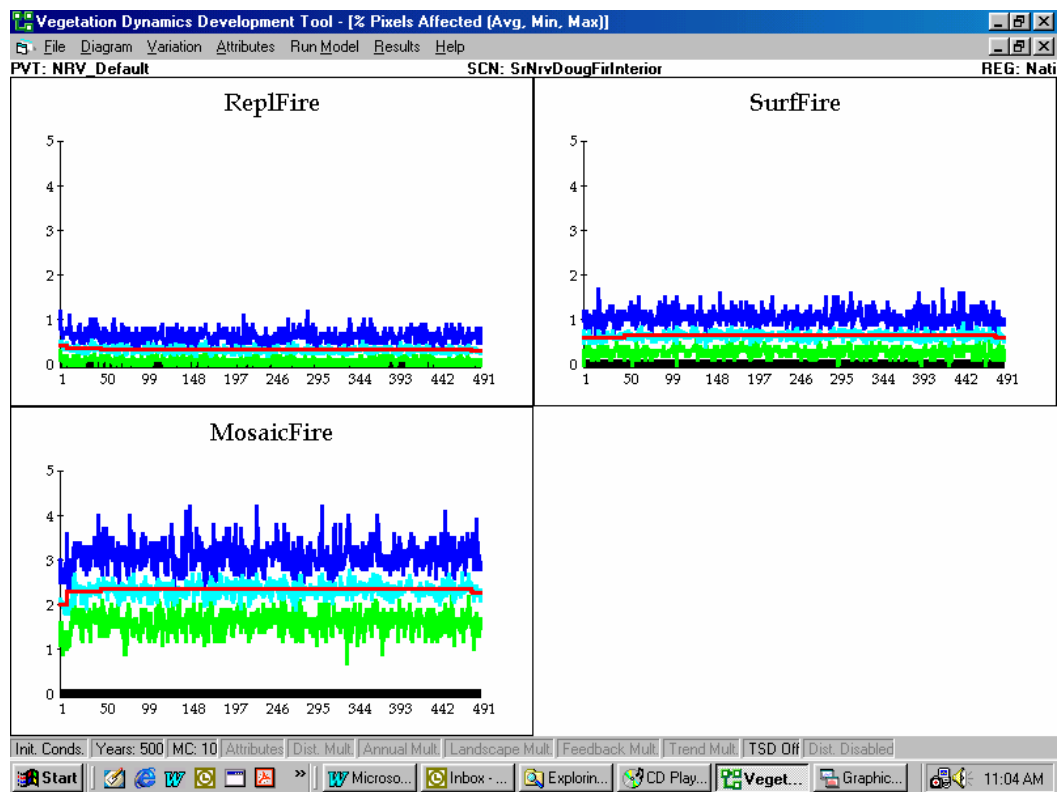 Vegetation Dynamics Development Tool - [% Pixels Affected (Avg, Min, Max)]
File Diagram Variation Attributes Run Model Results Help
PVT: NRV_Default SCN: SrNrvDougFirInterior REG: Nati
ReplFire
5
4
3
2
1
0
1 50 99 148 197 246 295 344 393 442 491
SurfFire
5
4
3
2
1
0
1 50 99 148 197 246 295 344 393 442 491
MosaicFire
5
4
3
2
1
0
1 50 99 148 197 246 295 344 393 442 491
Init. Conds. Years: 500 MC: 10 Attributes Dist. Mult. Annual Mult. Landscape Mult. Feedback Mult. Trend Mult. TSD Off Dist. Disabled
Start » Microso... Inbox - ... Explorin... CD Play... Veget... Graphic... 11:04 AM